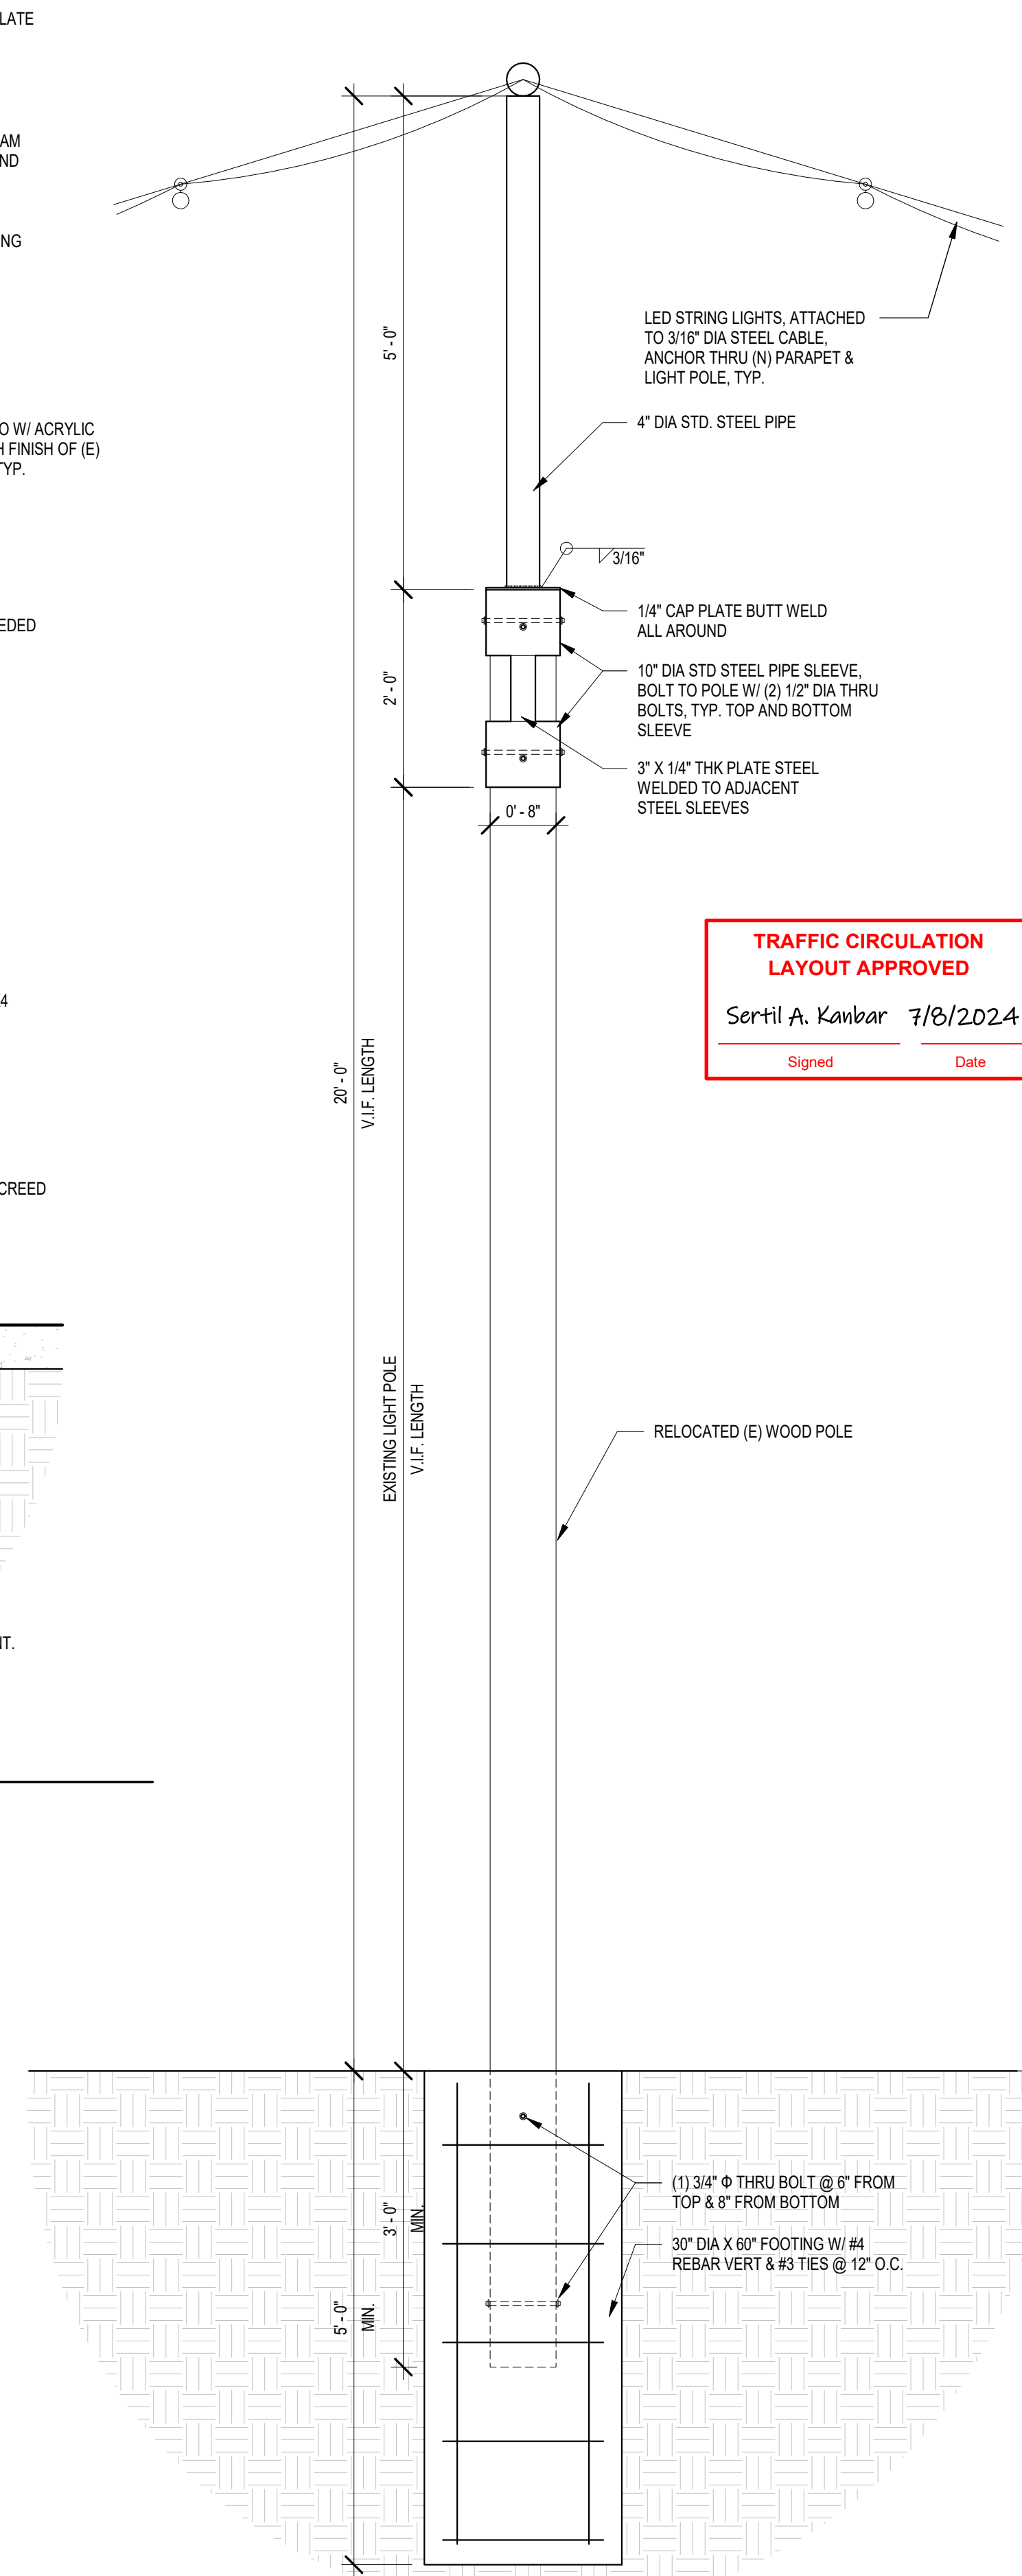 LATE
AM
ND
NG
O W/ ACRYLIC
H FINISH OF (E)
TYP.
EDED
4
CREED
NT.
5' - 0"
LED STRING LIGHTS, ATTACHED
TO 3/16" DIA STEEL CABLE,
ANCHOR THRU (N) PARAPET &
LIGHT POLE, TYP.
4" DIA STD. STEEL PIPE
3/16"
1/4" CAP PLATE BUTT WELD
ALL AROUND
2' - 0"
10" DIA STD STEEL PIPE SLEEVE,
BOLT TO POLE W/ (2) 1/2" DIA THRU
BOLTS, TYP. TOP AND BOTTOM
SLEEVE
3" X 1/4" THK PLATE STEEL
WELDED TO ADJACENT
STEEL SLEEVES
0' - 8"
TRAFFIC CIRCULATION
LAYOUT APPROVED
Sertil A. Kanbar 7/8/2024
Signed Date
20' - 0"
V.I.F. LENGTH
EXISTING LIGHT POLE
V.I.F. LENGTH
RELOCATED (E) WOOD POLE
(1) 3/4" Φ THRU BOLT @ 6" FROM
TOP & 8" FROM BOTTOM
3' - 0"
MIN.
30" DIA X 60" FOOTING W/ #4
REBAR VERT & #3 TIES @ 12" O.C.
5' - 0"
MIN.